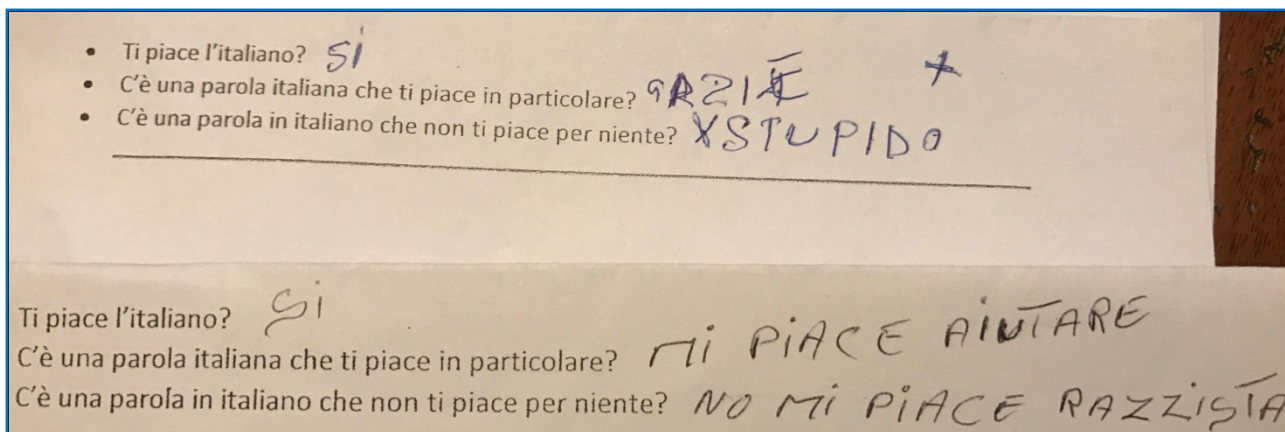 • Ti piace l'italiano? SI
• C'è una parola italiana che ti piace in particolare? GRAZIE +
• C'è una parola in italiano che non ti piace per niente? X STUPIDO
Ti piace l'italiano? Si
C'è una parola italiana che ti piace in particolare? Mi PiACE AiUTARE
C'è una parola in italiano che non ti piace per niente? NO Mi PiACE RAZZiSTA